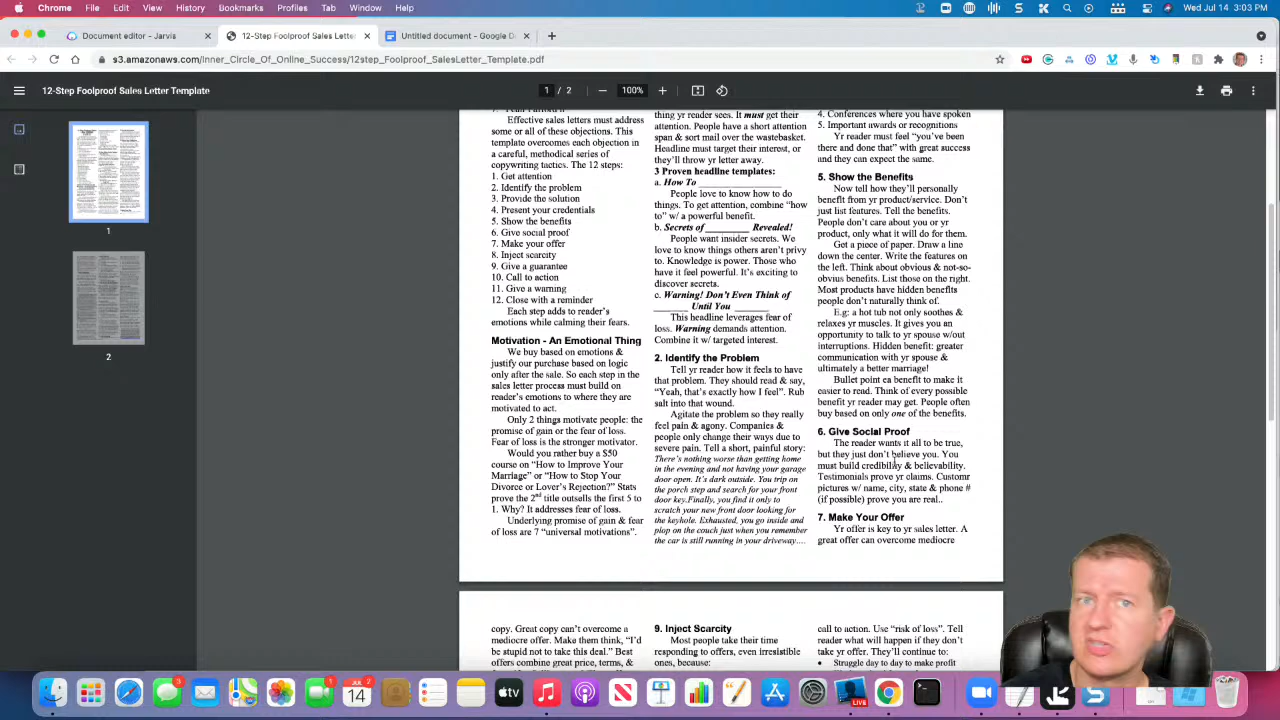 Chrome File Edit View History Bookmarks Profiles Tab Window Help
Wed Jul 14 3:03 PM
Document editor - Jarvis
12-Step Foolproof Sales Lette
Untitled document - Google D
s3.amazonaws.com/Inner_Circle_Of_Online_Success/12step_Foolproof_SalesLetter_Template.pdf
12-Step Foolproof Sales Letter Template
1 / 2
100%
1
2
Effective sales letters must address
some or all of these objections. This
template overcomes each objection in
a careful, methodical series of
copywriting tactics. The 12 steps:
1. Get attention
2. Identify the problem
3. Provide the solution
4. Present your credentials
5. Show the benefits
6. Give social proof
7. Make your offer
8. Inject scarcity
9. Give a guarantee
10. Call to action
11. Give a warning
12. Close with a reminder
Each step adds to reader's
emotions while calming their fears.
Motivation - An Emotional Thing
We buy based on emotions &
justify our purchase based on logic
only after the sale. So each step in the
sales letter process must build on
reader's emotions to where they are
motivated to act.
Only 2 things motivate people: the
promise of gain or the fear of loss.
Fear of loss is the stronger motivator.
Would you rather buy a $50
course on "How to Improve Your
Marriage" or "How to Stop Your
Divorce or Lover's Rejection?" Stats
prove the 2nd title outsells the first 5 to
1. Why? It addresses fear of loss.
Underlying promise of gain & fear
of loss are 7 "universal motivations".
thing yr reader sees. It must get their
attention. People have a short attention
span & sort mail over the wastebasket.
Headline must target their interest, or
they'll throw yr letter away.
3 Proven headline templates:
a. How To _______________
People love to know how to do
things. To get attention, combine "how
to" w/ a powerful benefit.
b. Secrets of ________ Revealed!
People want insider secrets. We
love to know things others aren't privy
to. Knowledge is power. Those who
have it feel powerful. It's exciting to
discover secrets.
c. Warning! Don't Even Think of
______ Until You ______
This headline leverages fear of
loss. Warning demands attention.
Combine it w/ targeted interest.
2. Identify the Problem
Tell yr reader how it feels to have
that problem. They should read & say,
"Yeah, that's exactly how I feel". Rub
salt into that wound.
Agitate the problem so they really
feel pain & agony. Companies &
people only change their ways due to
severe pain. Tell a short, painful story:
There's nothing worse than getting home
in the evening and not having your garage
door open. It's dark outside. You trip on
the porch step and search for your front
door key.Finally, you find it only to
scratch your new front door looking for
the keyhole. Exhausted, you go inside and
plop on the couch just when you remember
the car is still running in your driveway....
4. Conferences where you have spoken
5. Important awards or recognitions
Yr reader must feel "you've been
there and done that" with great success
and they can expect the same.
5. Show the Benefits
Now tell how they'll personally
benefit from yr product/service. Don't
just list features. Tell the benefits.
People don't care about you or yr
product, only what it will do for them.
Got a piece of paper. Draw a line
down the center. Write the features on
the left. Think about obvious & not-so-
obvius benefits. List those on the right.
Most products have hidden benefits
people don't naturally think of.
E.g: a hot tub not only soothes &
relaxes yr muscles. It gives you an
opportunity to talk to yr spouse w/out
interruptions. Hidden benefit: greater
communication with yr spouse &
ultimately a better marriage!
Bullet point ea benefit to make it
easier to read. Think of every possible
benefit yr reader may get. People often
buy based on only one of the benefits.
6. Give Social Proof
The reader wants it all to be true,
but they just don't believe you. You
must build credibility & believability.
Testimonials prove yr claims. Customr
pictures w/ name, city, state & phone #
(if possible) prove you are real..
7. Make Your Offer
Yr offer is key to yr sales letter. A
great offer can overcome mediocre
copy. Great copy can't overcome a
mediocre offer. Make them think, "I'd
be stupid not to take this deal." Best
offers combine great price, terms, &
9. Inject Scarcity
Most people take their time
responding to offers, even irresistible
ones, because:
call to action. Use "risk of loss". Tell
reader what will happen if they don't
take yr offer. They'll continue to:
• Struggle day to day to make profit
JUL
14
tv
LIVE